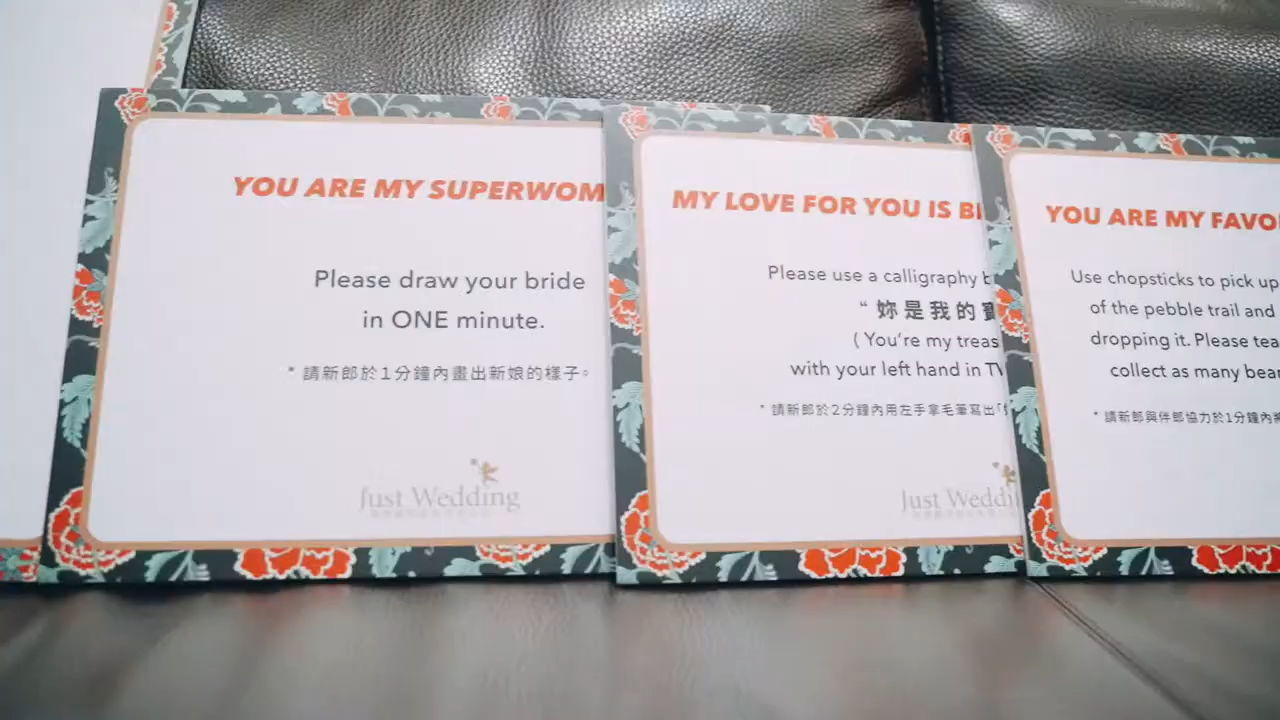 YOU ARE MY SUPERWOM
Please draw your bride
in ONE minute.
* 請新郎於1分鐘內畫出新娘的樣子。
Just Wedding
MY LOVE FOR YOU IS BI
Please use a calligraphy b
“ 妳是我的寶
( You're my treas
with your left hand in TW
* 請新郎於2分鐘內用左手拿毛筆寫出「
Just Weddi
YOU ARE MY FAVO
Use chopsticks to pick up
of the pebble trail and
dropping it. Please tea
collect as many bea
* 請新郎與伴郎協力於1分鐘內